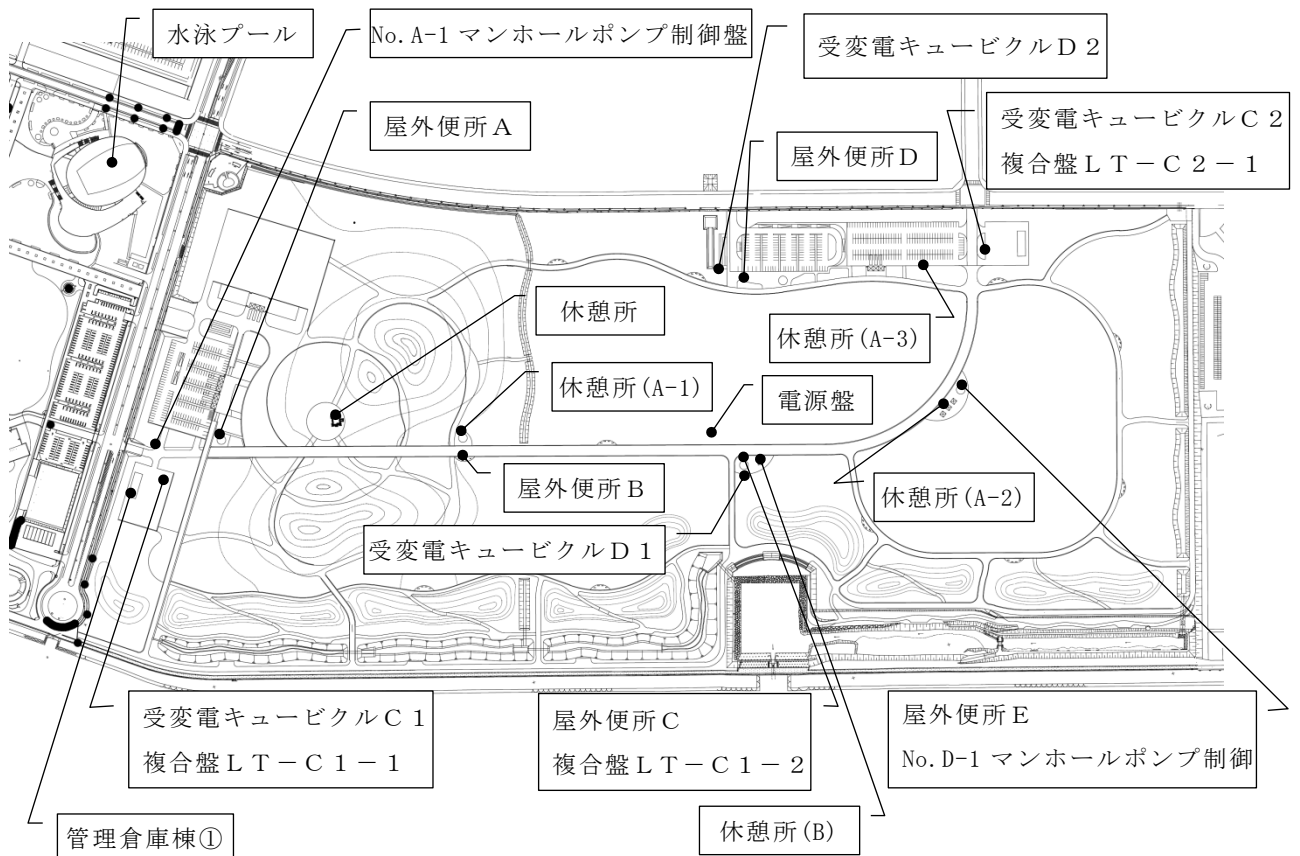 水泳プール
No.A-1 マンホールポンプ制御盤
受変電キュービクルD2
屋外便所A
屋外便所D
受変電キュービクルC2
複合盤LT－C2－1
休憩所
休憩所(A-3)
休憩所(A-1)
電源盤
屋外便所B
休憩所(A-2)
受変電キュービクルD1
受変電キュービクルC1
複合盤LT－C1－1
屋外便所C
複合盤LT－C1－2
屋外便所E
No.D-1 マンホールポンプ制御
管理倉庫棟①
休憩所(B)